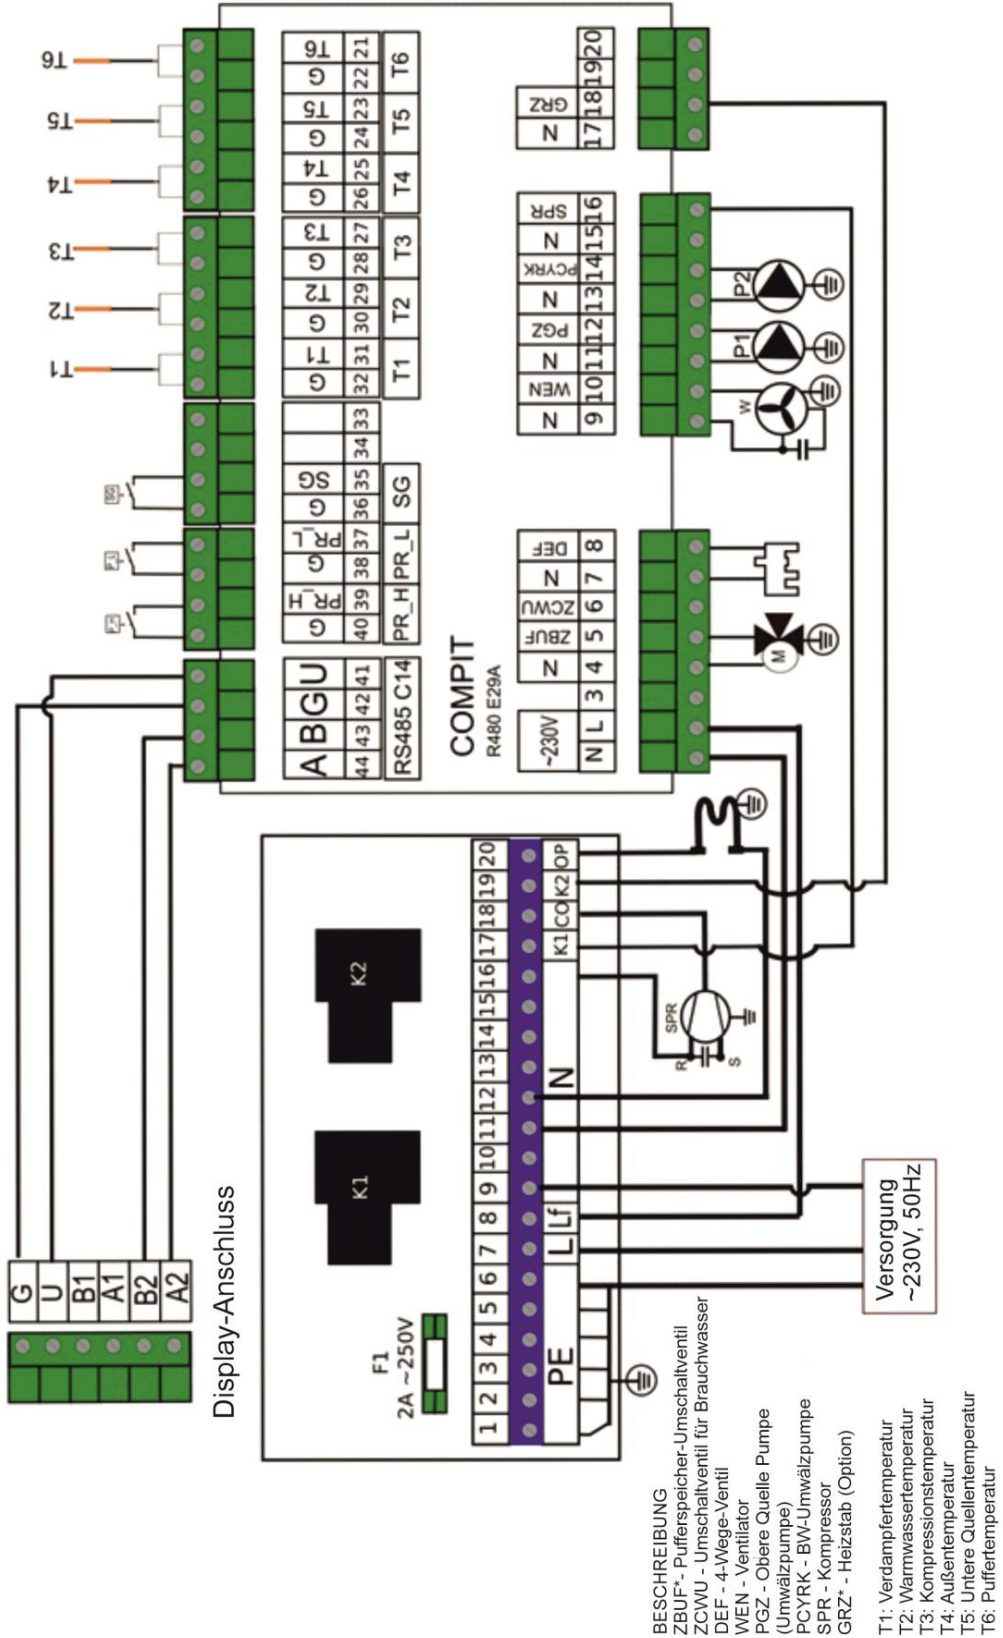 T6
T5
T4
T3
T2
T1
SG
T6 21
G 22
T5 23
G 24
T4 25
G 26
T3 27
G 28
T2 29
G 30
T1 31
G 32
33
34
SG 35
G 36
PR_L 37
G 38
PR_H 39
G 40
T6
T5
T4
T3
T2
T1
SG
PR_L
PR_H
U 41
G 42
B 43
A 44
RS485 C14
COMPIT
R480 E29A
20
19
GRZ 18
N 17
SPR 16
N 15
PCYRK 14
N 13
PGZ 12
N 11
WEN 10
N 9
DEF 8
N 7
ZCWU 6
ZBUF 5
N 4
3
~230V
L
N
P2
P1
W
M
G
U
B1
A1
B2
A2
Display-Anschluss
K2
K1
F1
2A ~250V
1 2 3 4 5 6 7 8 9 10 11 12 13 14 15 16 17 18 19 20
PE L Lf N K1 CO K2 OP
SPR
R
S
Versorgung
~230V, 50Hz
BESCHREIBUNG
ZBUF*- Pufferspeicher-Umschaltventil
ZCWU - Umschaltventil für Brauchwasser
DEF - 4-Wege-Ventil
WEN - Ventilator
PGZ - Obere Quelle Pumpe
(Umwälzpumpe)
PCYRK - BW-Umwälzpumpe
SPR - Kompressor
GRZ* - Heizstab (Option)
T1: Verdampfertemperatur
T2: Warmwassertemperatur
T3: Kompressionstemperatur
T4: Außentemperatur
T5: Untere Quellentemperatur
T6: Puffertemperatur